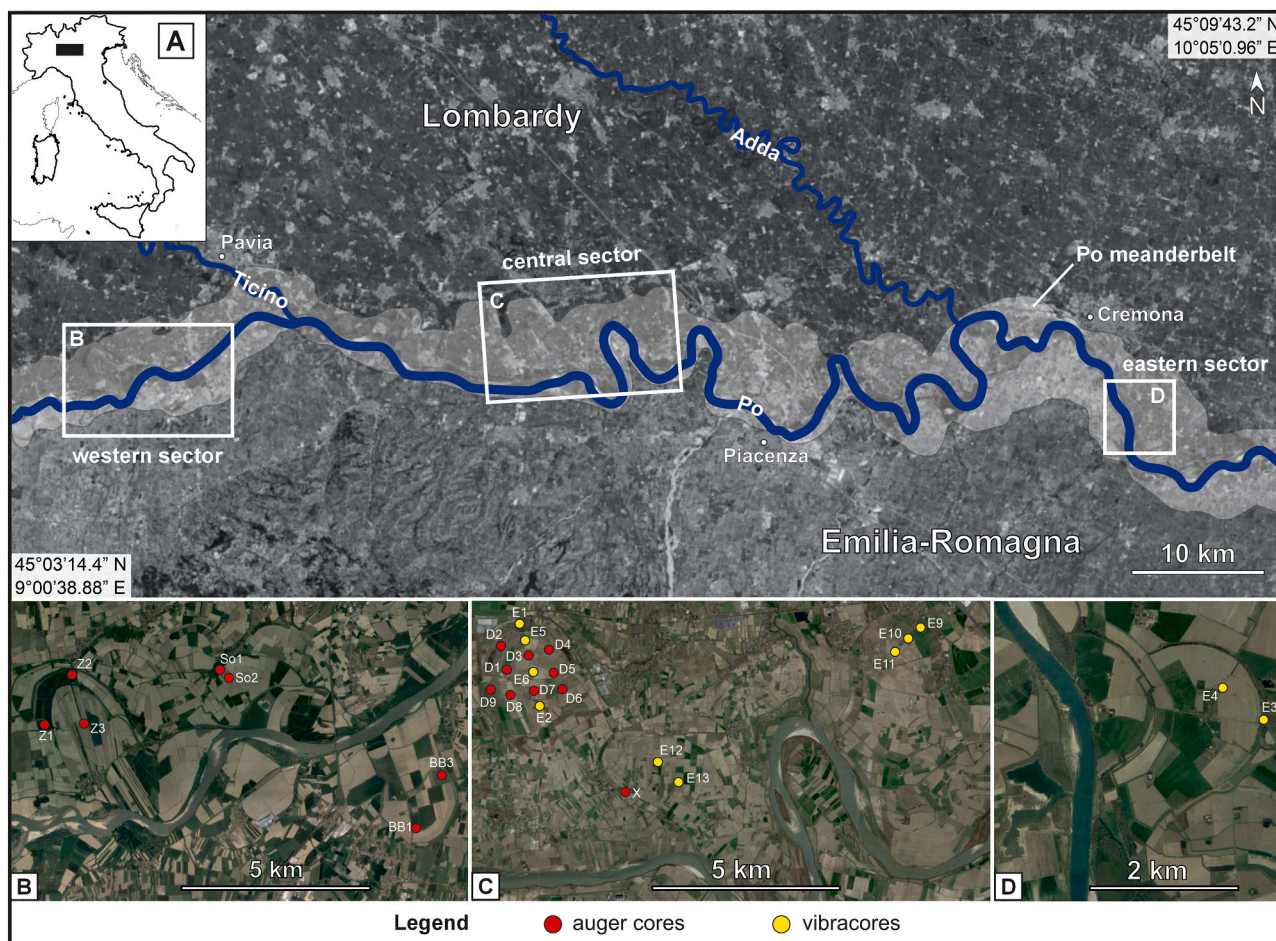 A
45°09'43.2” N
10°05'0.96” E
N
Lombardy
Adda
Pavia
Ticino
central sector
C
Po meanderbelt
Cremona
B
eastern sector
D
western sector
Po
Piacenza
Emilia-Romagna
45°03'14.4” N
9°00'38.88” E
10 km
Z2
So1
So2
Z1
Z3
BB3
BB1
5 km
B
E1
D2
E5
D4
D3
D1
E6
D5
D9
D8
D7
D6
E2
E10
E9
E11
E12
E13
X
5 km
C
E4
E3
2 km
D
Legend
auger cores
vibracores